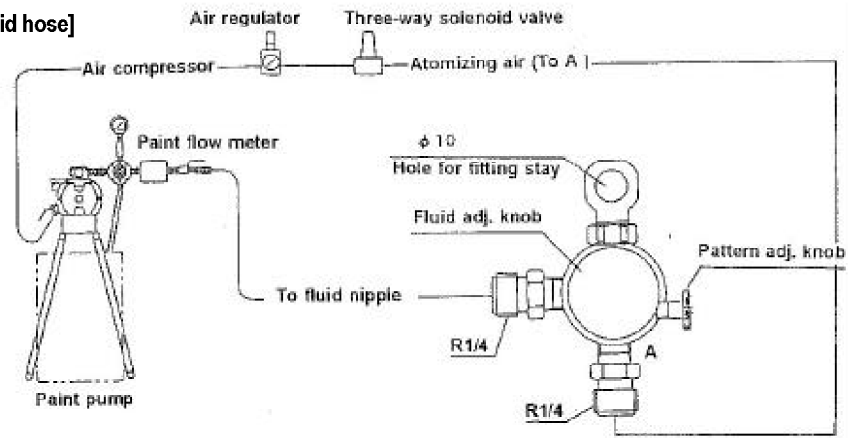 id hose]
Air regulator
Three-way solenoid valve
Air compressor
Atomizing air (To A)
Paint flow meter
φ 10
Hole for fitting stay
Fluid adj. knob
Pattern adj. knob
To fluid nipple
R1/4
A
Paint pump
R1/4